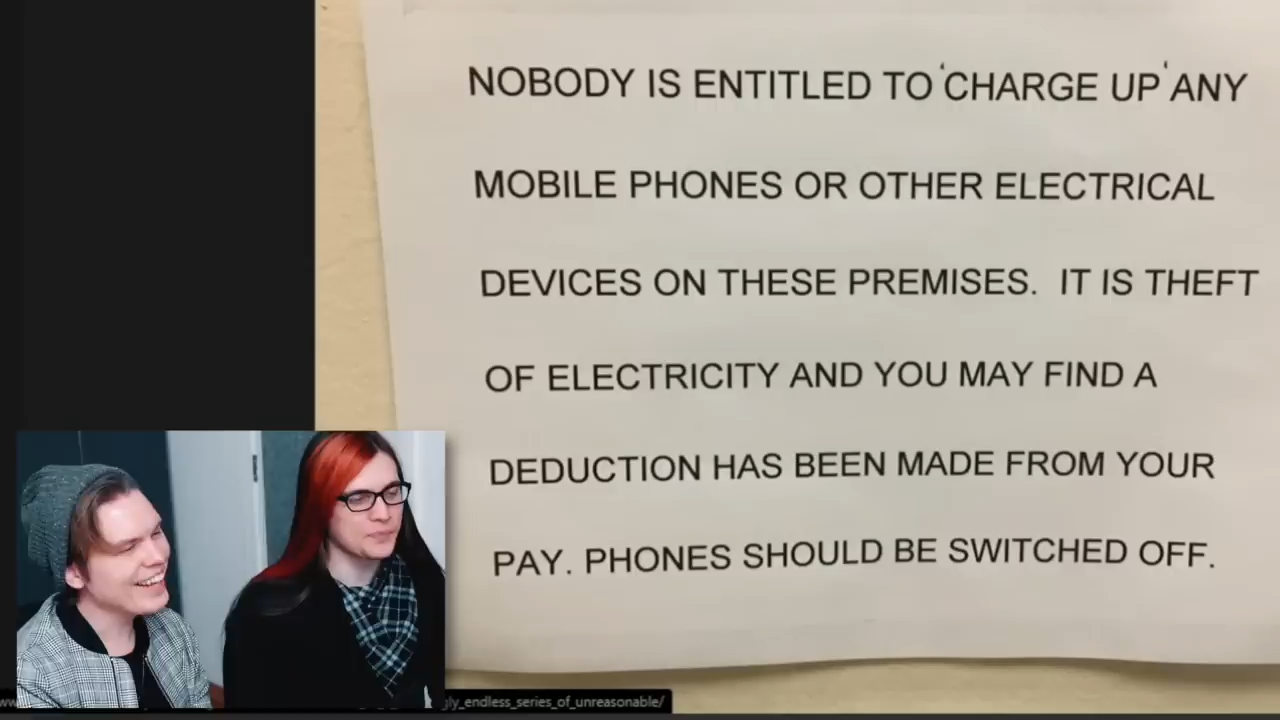 NOBODY IS ENTITLED TO 'CHARGE UP' ANY
MOBILE PHONES OR OTHER ELECTRICAL
DEVICES ON THESE PREMISES. IT IS THEFT
OF ELECTRICITY AND YOU MAY FIND A
DEDUCTION HAS BEEN MADE FROM YOUR
PAY. PHONES SHOULD BE SWITCHED OFF.
gly_endless_series_of_unreasonable/